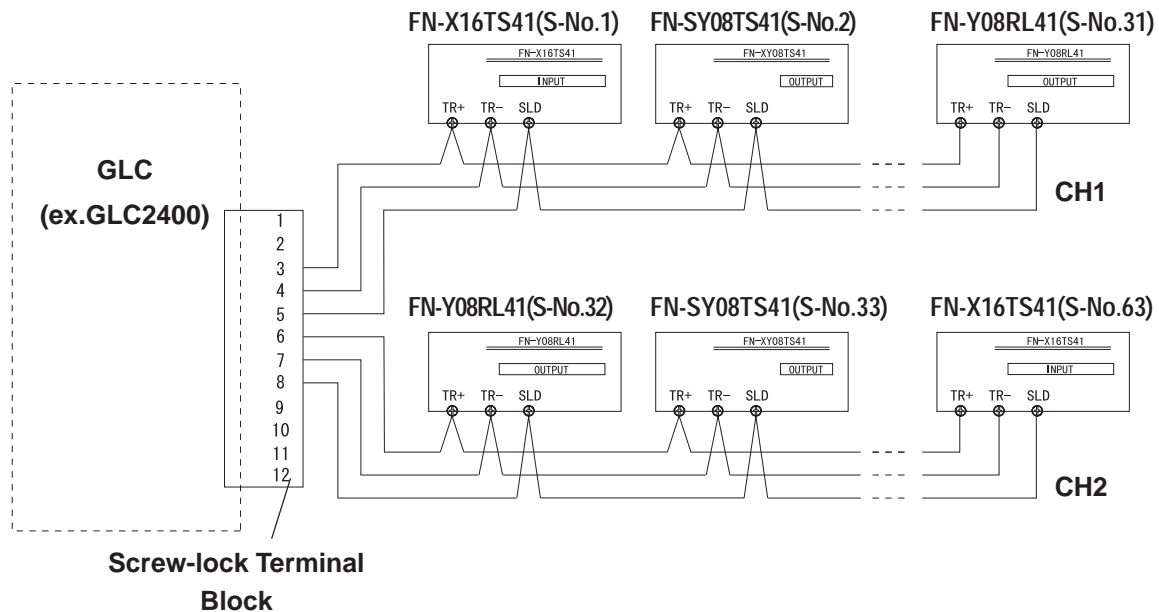 FN-X16TS41(S-No.1) FN-SY08TS41(S-No.2) FN-Y08RL41(S-No.31)
FN-X16TS41 FN-XY08TS41 FN-Y08RL41
INPUT OUTPUT OUTPUT
TR+ TR- SLD TR+ TR- SLD TR+ TR- SLD
GLC
(ex.GLC2400)
CH1
1
2
3
4
5
6
7
8
9
10
11
12
FN-Y08RL41(S-No.32) FN-SY08TS41(S-No.33) FN-X16TS41(S-No.63)
FN-Y08RL41 FN-XY08TS41 FN-X16TS41
OUTPUT OUTPUT INPUT
TR+ TR- SLD TR+ TR- SLD TR+ TR- SLD
CH2
Screw-lock Terminal
Block